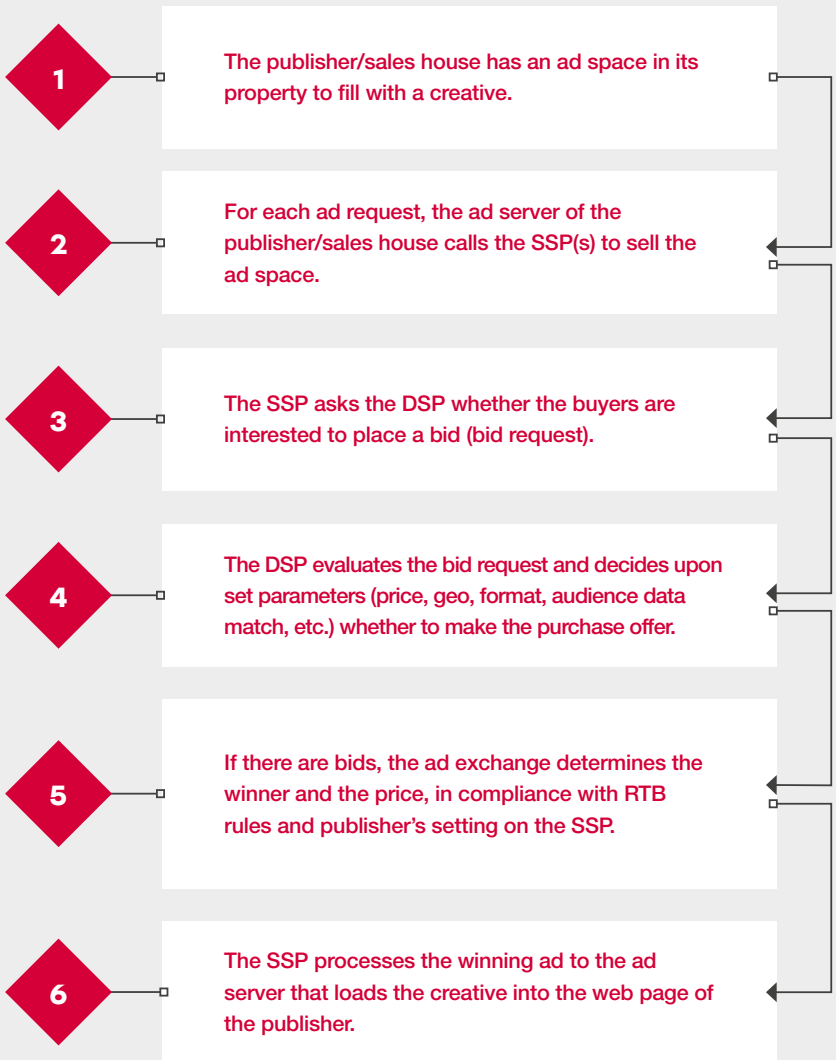 1
The publisher/sales house has an ad space in its
property to fill with a creative.
2
For each ad request, the ad server of the
publisher/sales house calls the SSP(s) to sell the
ad space.
3
The SSP asks the DSP whether the buyers are
interested to place a bid (bid request).
4
The DSP evaluates the bid request and decides upon
set parameters (price, geo, format, audience data
match, etc.) whether to make the purchase offer.
5
If there are bids, the ad exchange determines the
winner and the price, in compliance with RTB
rules and publisher’s setting on the SSP.
6
The SSP processes the winning ad to the ad
server that loads the creative into the web page of
the publisher.